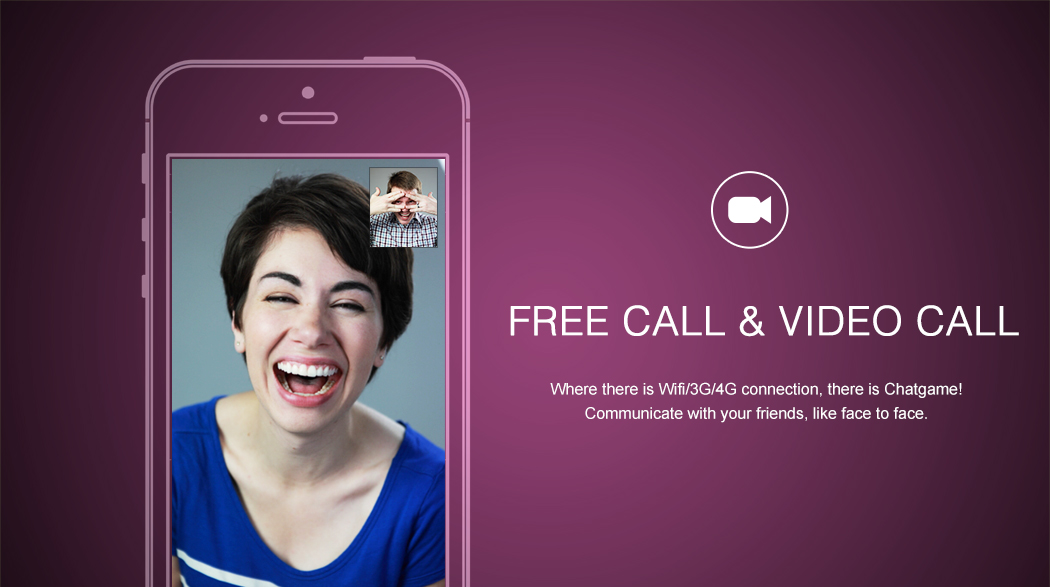 FREE CALL & VIDEO CALL
Where there is Wifi/3G/4G connection, there is Chatgame!
Communicate with your friends, like face to face.